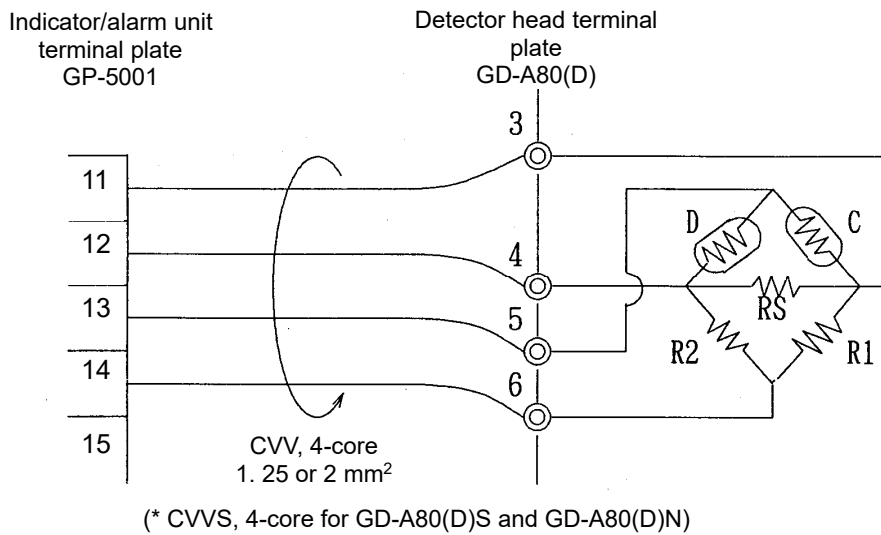 Indicator/alarm unit
terminal plate
GP-5001
Detector head terminal
plate
GD-A80(D)
3
11
D
C
12
4
RS
13
5
R2
R1
14
6
15
CVV, 4-core
1. 25 or 2 mm²
(* CVVS, 4-core for GD-A80(D)S and GD-A80(D)N)